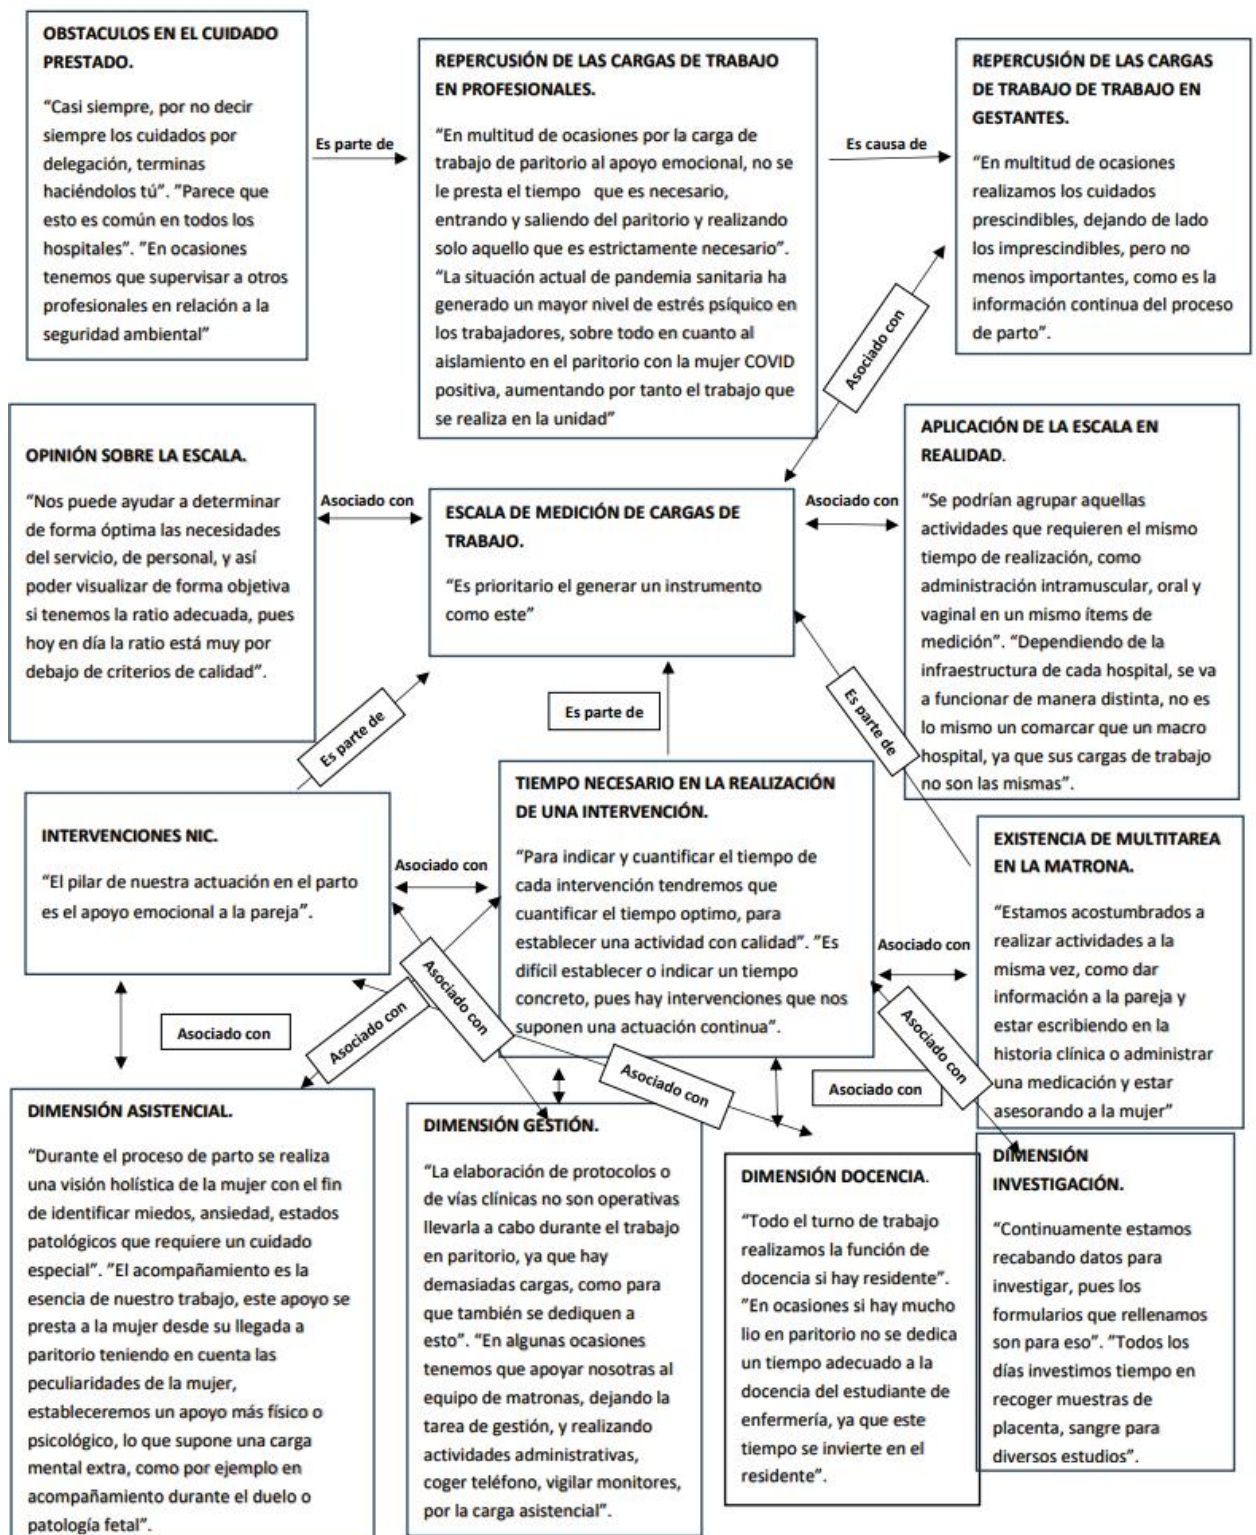 OBSTACULOS EN EL CUIDADO
PRESTADO.
“Casi siempre, por no decir
siempre los cuidados por
delegación, terminas
haciéndolos tú”. ”Parece que
esto es común en todos los
hospitales”. ”En ocasiones
tenemos que supervisar a otros
profesionales en relación a la
seguridad ambiental”
Es parte de
REPERCUSIÓN DE LAS CARGAS DE TRABAJO
EN PROFESIONALES.
“En multitud de ocasiones por la carga de
trabajo de paritorio al apoyo emocional, no se
le presta el tiempo que es necesario,
entrando y saliendo del paritorio y realizando
solo aquello que es estrictamente necesario”.
“La situación actual de pandemia sanitaria ha
generado un mayor nivel de estrés psíquico en
los trabajadores, sobre todo en cuanto al
aislamiento en el paritorio con la mujer COVID
positiva, aumentando por tanto el trabajo que
se realiza en la unidad”
Es causa de
REPERCUSIÓN DE LAS CARGAS
DE TRABAJO DE TRABAJO EN
GESTANTES.
“En multitud de ocasiones
realizamos los cuidados
prescindibles, dejando de lado
los imprescindibles, pero no
menos importantes, como es la
información continua del proceso
de parto”.
Asociado con
OPINIÓN SOBRE LA ESCALA.
“Nos puede ayudar a determinar
de forma óptima las necesidades
del servicio, de personal, y así
poder visualizar de forma objetiva
si tenemos la ratio adecuada, pues
hoy en día la ratio está muy por
debajo de criterios de calidad”.
Asociado con
ESCALA DE MEDICIÓN DE CARGAS DE
TRABAJO.
“Es prioritario el generar un instrumento
como este”
Asociado con
APLICACIÓN DE LA ESCALA EN
REALIDAD.
“Se podrían agrupar aquellas
actividades que requieren el mismo
tiempo de realización, como
administración intramuscular, oral y
vaginal en un mismo ítems de
medición”. “Dependiendo de la
infraestructura de cada hospital, se va
a funcionar de manera distinta, no es
lo mismo un comarcar que un macro
hospital, ya que sus cargas de trabajo
no son las mismas”.
Es parte de
Es parte de
Es parte de
INTERVENCIONES NIC.
“El pilar de nuestra actuación en el parto
es el apoyo emocional a la pareja”.
Asociado con
TIEMPO NECESARIO EN LA REALIZACIÓN
DE UNA INTERVENCIÓN.
“Para indicar y cuantificar el tiempo de
cada intervención tendremos que
cuantificar el tiempo optimo, para
establecer una actividad con calidad”. ”Es
difícil establecer o indicar un tiempo
concreto, pues hay intervenciones que nos
suponen una actuación continua”.
Asociado con
EXISTENCIA DE MULTITAREA
EN LA MATRONA.
“Estamos acostumbrados a
realizar actividades a la
misma vez, como dar
información a la pareja y
estar escribiendo en la
historia clínica o administrar
una medicación y estar
asesorando a la mujer”
Asociado con
Asociado con
Asociado con
Asociado con
Asociado con
Asociado con
DIMENSIÓN ASISTENCIAL.
“Durante el proceso de parto se realiza
una visión holística de la mujer con el fin
de identificar miedos, ansiedad, estados
patológicos que requiere un cuidado
especial”. ”El acompañamiento es la
esencia de nuestro trabajo, este apoyo se
presta a la mujer desde su llegada a
paritorio teniendo en cuenta las
peculiaridades de la mujer,
estableceremos un apoyo más físico o
psicológico, lo que supone una carga
mental extra, como por ejemplo en
acompañamiento durante el duelo o
patología fetal”.
DIMENSIÓN GESTIÓN.
“La elaboración de protocolos o
de vías clínicas no son operativas
llevarla a cabo durante el trabajo
en paritorio, ya que hay
demasiadas cargas, como para
que también se dediquen a
esto”. “En algunas ocasiones
tenemos que apoyar nosotras al
equipo de matronas, dejando la
tarea de gestión, y realizando
actividades administrativas,
coger teléfono, vigilar monitores,
por la carga asistencial”.
DIMENSIÓN DOCENCIA.
“Todo el turno de trabajo
realizamos la función de
docencia si hay residente”.
”En ocasiones si hay mucho
lio en paritorio no se dedica
un tiempo adecuado a la
docencia del estudiante de
enfermería, ya que este
tiempo se invierte en el
residente”.
DIMENSIÓN
INVESTIGACIÓN.
“Continuamente estamos
recabando datos para
investigar, pues los
formularios que rellenamos
son para eso”. ”Todos los
días investimos tiempo en
recoger muestras de
placenta, sangre para
diversos estudios”.